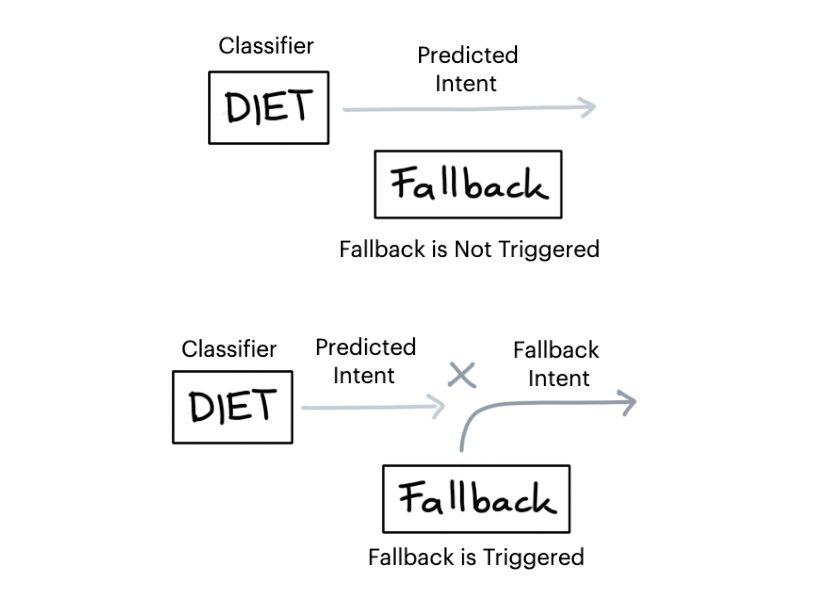 Classifier
DIET
Predicted
Intent
Fallback
Fallback is Not Triggered
Classifier
DIET
Predicted
Intent
Fallback
Intent
Fallback
Fallback is Triggered